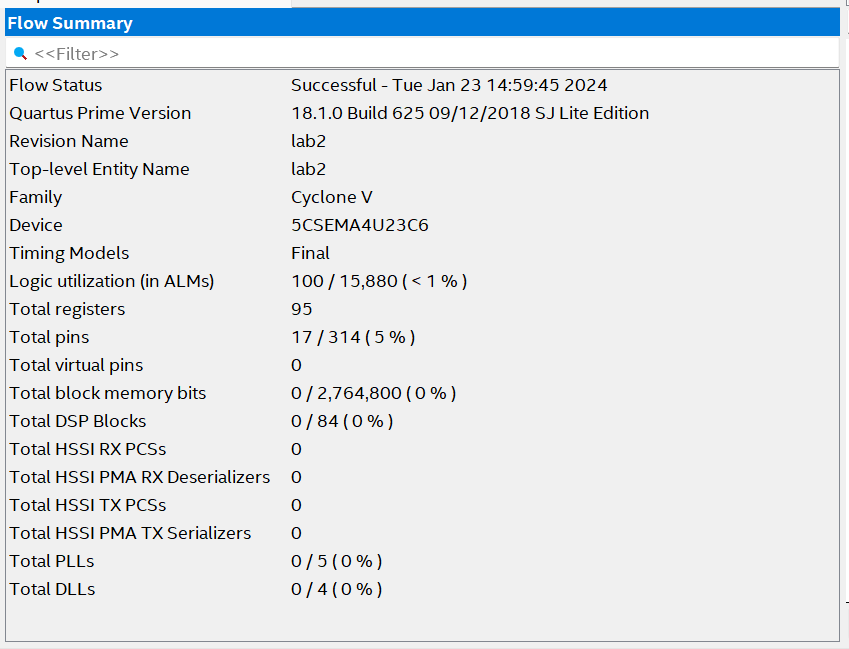 Flow Summary
<<Filter>>
Flow Status Successful - Tue Jan 23 14:59:45 2024
Quartus Prime Version 18.1.0 Build 625 09/12/2018 SJ Lite Edition
Revision Name lab2
Top-level Entity Name lab2
Family Cyclone V
Device 5CSEMA4U23C6
Timing Models Final
Logic utilization (in ALMs) 100 / 15,880 ( < 1 % )
Total registers 95
Total pins 17 / 314 ( 5 % )
Total virtual pins 0
Total block memory bits 0 / 2,764,800 ( 0 % )
Total DSP Blocks 0 / 84 ( 0 % )
Total HSSI RX PCSs 0
Total HSSI PMA RX Deserializers 0
Total HSSI TX PCSs 0
Total HSSI PMA TX Serializers 0
Total PLLs 0 / 5 ( 0 % )
Total DLLs 0 / 4 ( 0 % )